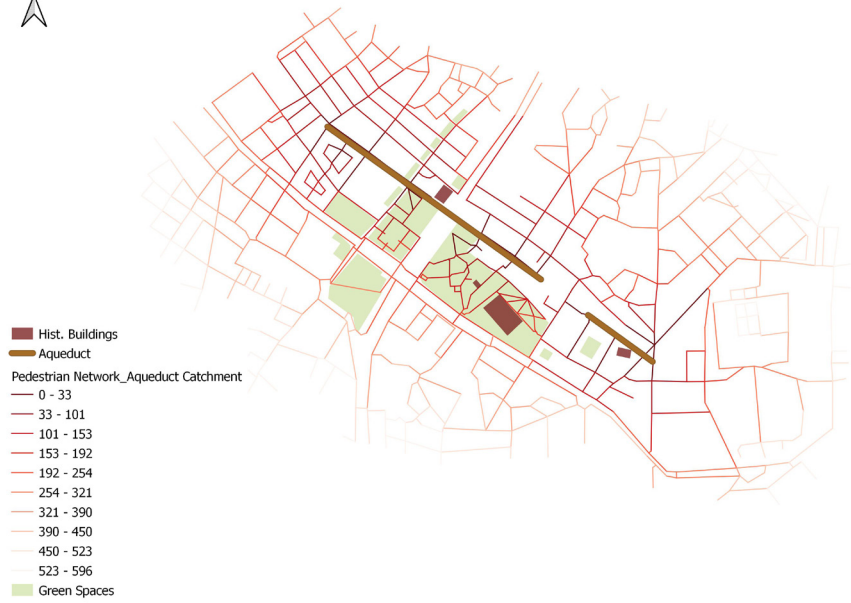 Hist. Buildings
Aqueduct
Pedestrian Network_Aqueduct Catchment
0 - 33
33 - 101
101 - 153
153 - 192
192 - 254
254 - 321
321 - 390
390 - 450
450 - 523
523 - 596
Green Spaces